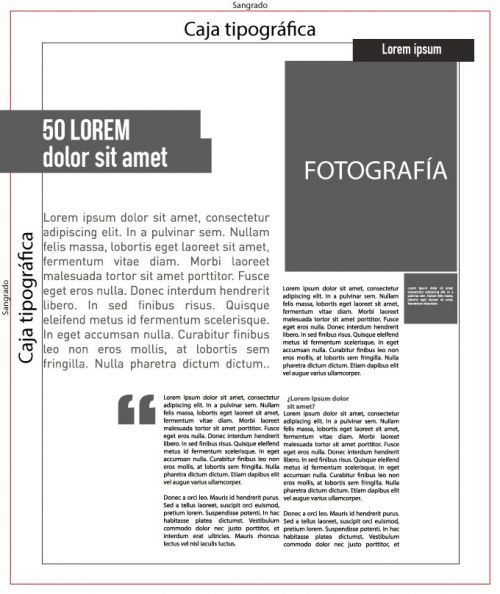 Sangrado
Caja tipográfica
Lorem ipsum
50 LOREM
dolor sit amet
FOTOGRAFÍA
Sangrado
Caja tipográfica
Lorem ipsum dolor sit amet, consectetur
adipiscing elit. In a pulvinar sem. Nullam
felis massa, lobortis eget laoreet sit amet,
fermentum vitae diam. Morbi laoreet
malesuada tortor sit amet porttitor. Fusce
eget eros nulla. Donec interdum hendrerit
libero. In sed finibus risus. Quisque
eleifend metus id fermentum scelerisque.
In eget accumsan nulla. Curabitur finibus
leo non eros mollis, at lobortis sem
fringilla. Nulla pharetra dictum dictum..
Lorem ipsum dolor sit amet, consectetur
adipiscing elit. In a pulvinar sem. Nullam
felis massa, lobortis eget laoreet sit amet,
fermentum vitae diam. Morbi laoreet
malesuada tortor sit amet porttitor. Fusce
eget eros nulla. Donec interdum hendrerit
libero. In sed finibus risus. Quisque eleifend
metus id fermentum scelerisque. In eget
accumsan nulla. Curabitur finibus leo non
eros mollis, at lobortis sem fringilla. Nulla
pharetra dictum dictum. Etiam dapibus
est vel augue varius ullamcorper.
“
Lorem ipsum dolor sit amet, consectetur
adipiscing elit. In a pulvinar sem. Nullam
felis massa, lobortis eget laoreet sit amet,
fermentum vitae diam. Morbi laoreet
malesuada tortor sit amet porttitor. Fusce
eget eros nulla. Donec interdum hendrerit
libero. In sed finibus risus. Quisque eleifend
metus id fermentum scelerisque. In eget
accumsan nulla. Curabitur finibus leo non
eros mollis, at lobortis sem fringilla. Nulla
pharetra dictum dictum. Etiam dapibus est
vel augue varius ullamcorper.
Donec a orci leo. Mauris id hendrerit purus.
Sed a tellus laoreet, suscipit orci euismod,
pretium lorem. Suspendisse potenti. In hac
habitasse platea dictumst. Vestibulum
commodo dolor nec justo porttitor, et
interdum erat ultricies. Mauris rhoncus
lectus vel nisl iaculis luctus.
¿Lorem ipsum dolor
sit amet?
Lorem ipsum dolor sit amet, consectetur
adipiscing elit. In a pulvinar sem. Nullam
felis massa, lobortis eget laoreet sit amet,
fermentum vitae diam. Morbi laoreet
malesuada tortor sit amet porttitor. Fusce
eget eros nulla. Donec interdum hendrerit
libero. In sed finibus risus. Quisque eleifend
metus id fermentum scelerisque. In eget
accumsan nulla. Curabitur finibus leo non
eros mollis, at lobortis sem fringilla. Nulla
pharetra dictum dictum. Etiam dapibus est
vel augue varius ullamcorper.
Donec a orci leo. Mauris id hendrerit purus.
Sed a tellus laoreet, suscipit orci euismod,
pretium lorem. Suspendisse potenti. In hac
habitasse platea dictumst. Vestibulum
commodo dolor nec justo porttitor, et